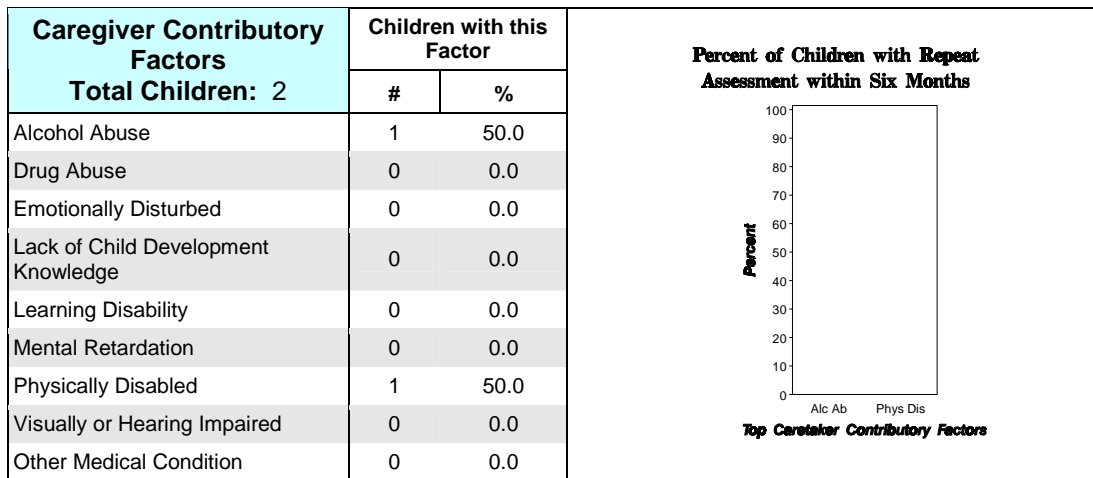 Caregiver Contributory
Factors
Total Children: 2
Children with this
Factor
# %
Alcohol Abuse 1 50.0
Drug Abuse 0 0.0
Emotionally Disturbed 0 0.0
Lack of Child Development
Knowledge 0 0.0
Learning Disability 0 0.0
Mental Retardation 0 0.0
Physically Disabled 1 50.0
Visually or Hearing Impaired 0 0.0
Other Medical Condition 0 0.0
Percent of Children with Repeat
Assessment within Six Months
100
90
80
70
60
50
40
30
20
10
0
Percent
Alc Ab Phys Dis
Top Caretaker Contributory Factors